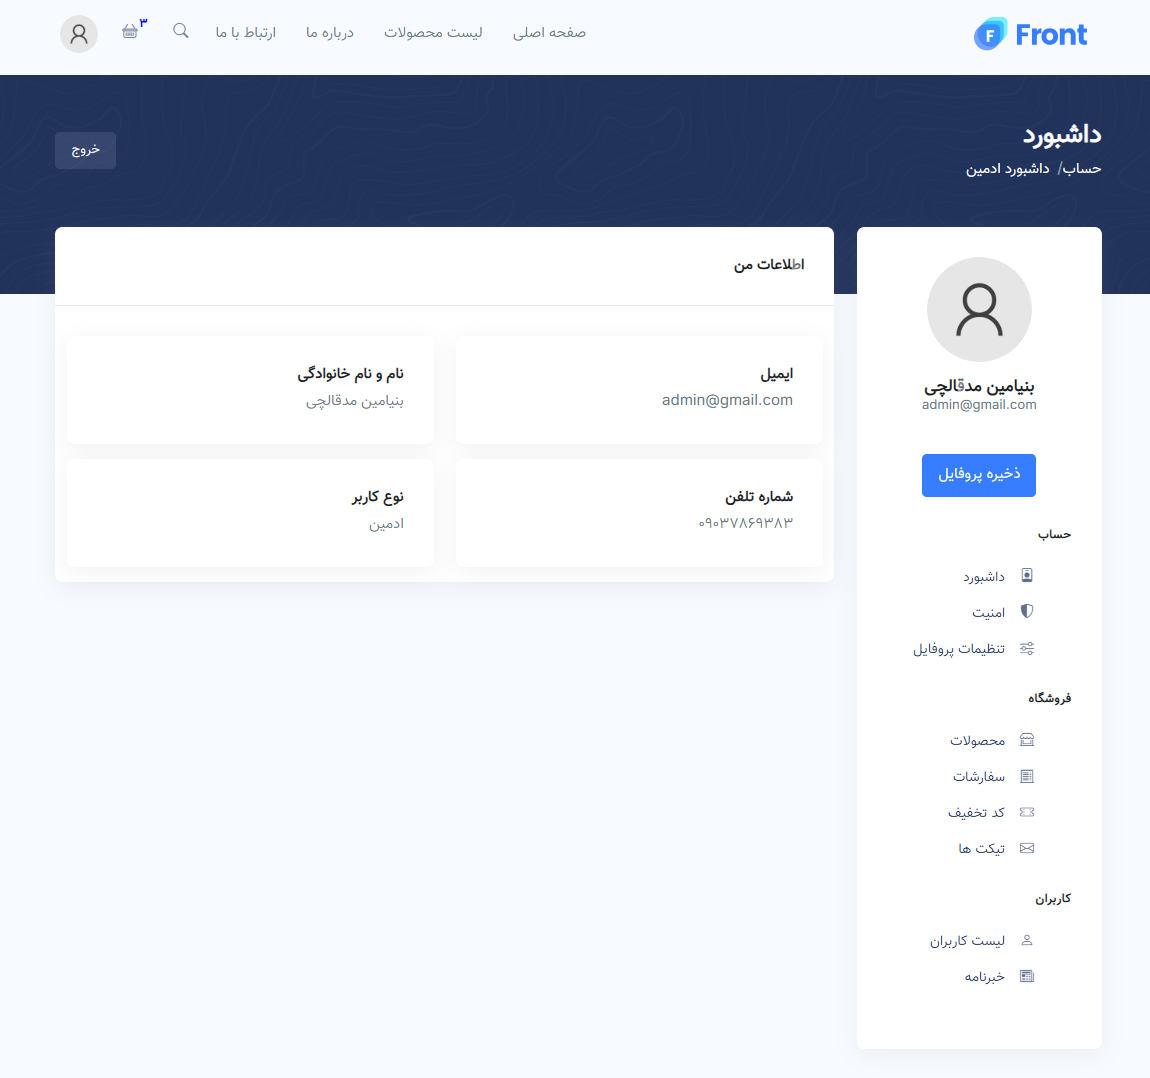 Front
صفحه اصلی
لیست محصولات
درباره ما
ارتباط با ما
۳
داشبورد
حساب/ داشبورد ادمین
خروج
بنیامین مدقالچی
admin@gmail.com
ذخیره پروفایل
حساب
داشبورد
امنیت
تنظیمات پروفایل
فروشگاه
محصولات
سفارشات
کد تخفیف
تیکت ها
کاربران
لیست کاربران
خبرنامه
اطلاعات من
ایمیل
admin@gmail.com
نام و نام خانوادگی
بنیامین مدقالچی
شماره تلفن
۰۹۰۳۷۸۶۹۳۸۳
نوع کاربر
ادمین